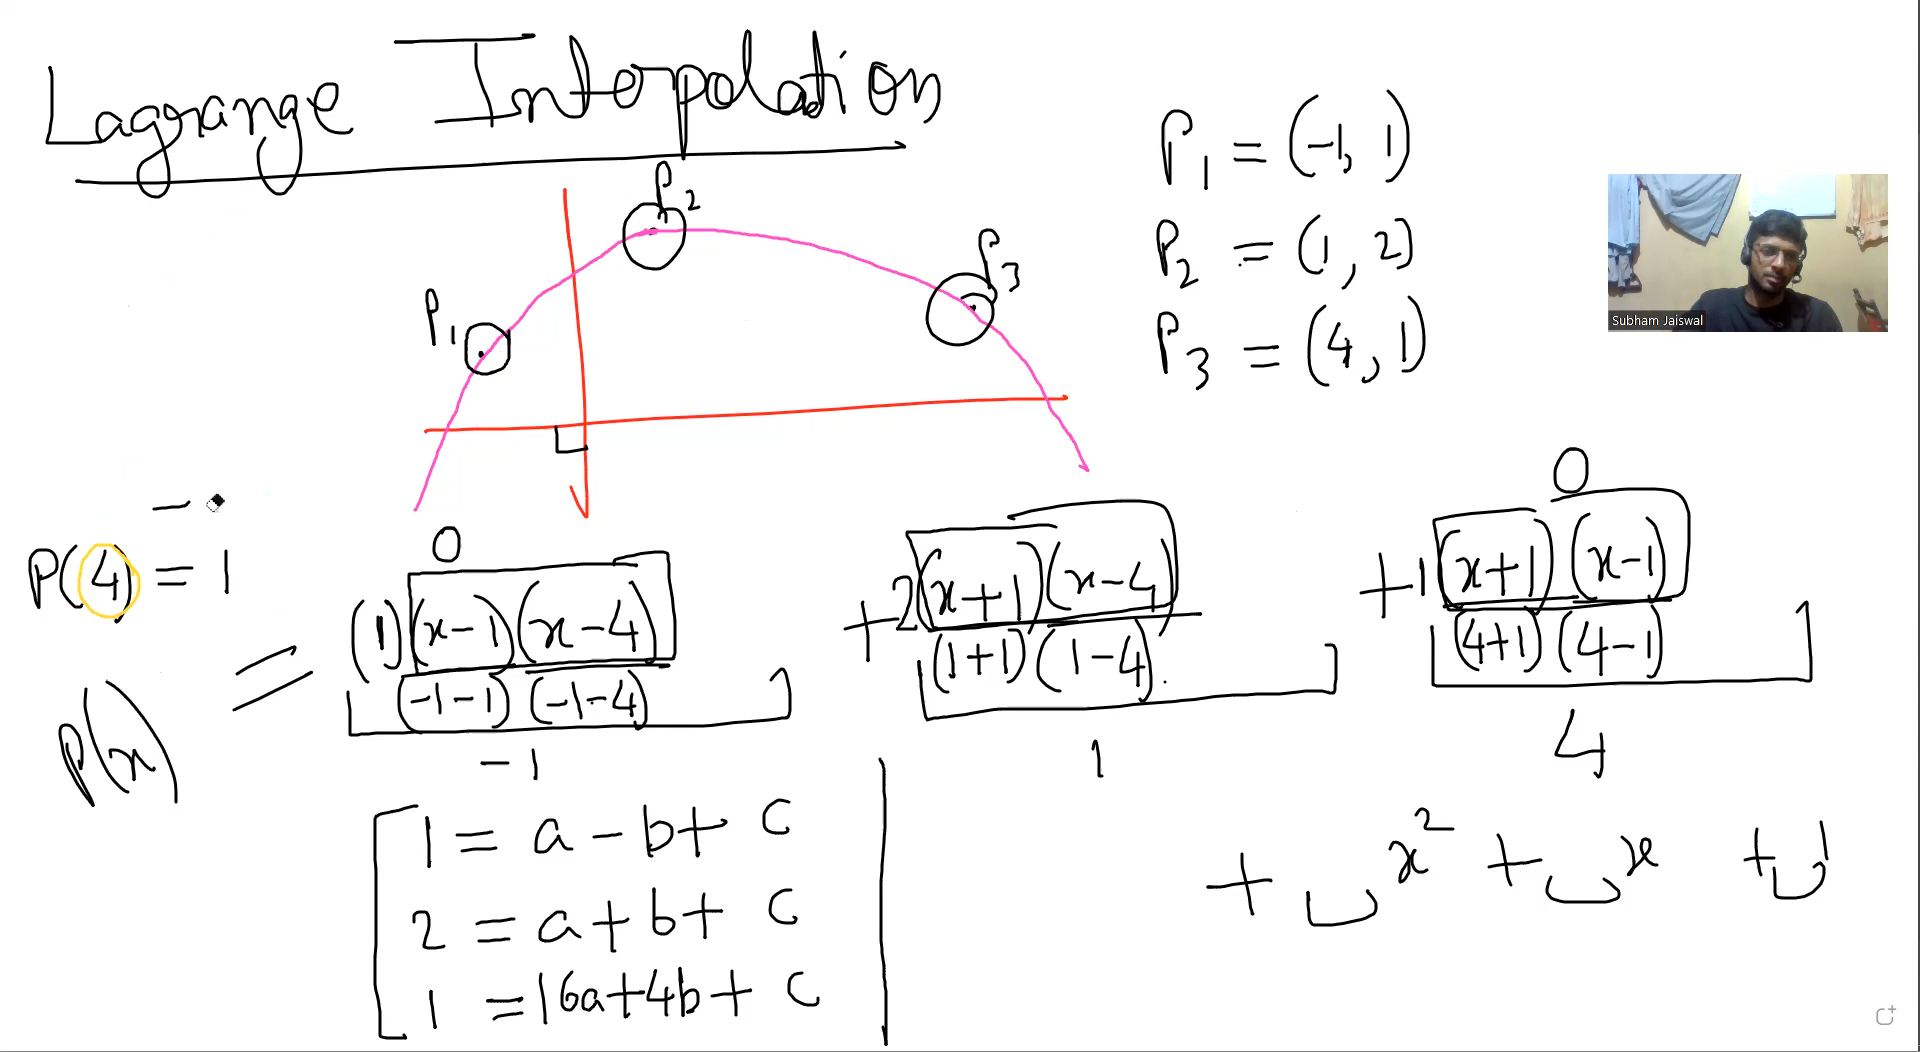 Lagrange Interpolation
P1 = (-1, 1)
P2 = (1, 2)
P3 = (4, 1)
P1
P2
P3
Subham Jaiswal
P(4) = 1
P(x) = (1) (x-1)(x-4) / (-1-1)(-1-4) + 2 (x+1)(x-4) / (1+1)(1-4) + 1 (x+1)(x-1) / (4+1)(4-1)
0
0
-1
1
4
1 = a - b + c
2 = a + b + c
1 = 16a + 4b + c
+ x² + x + 1